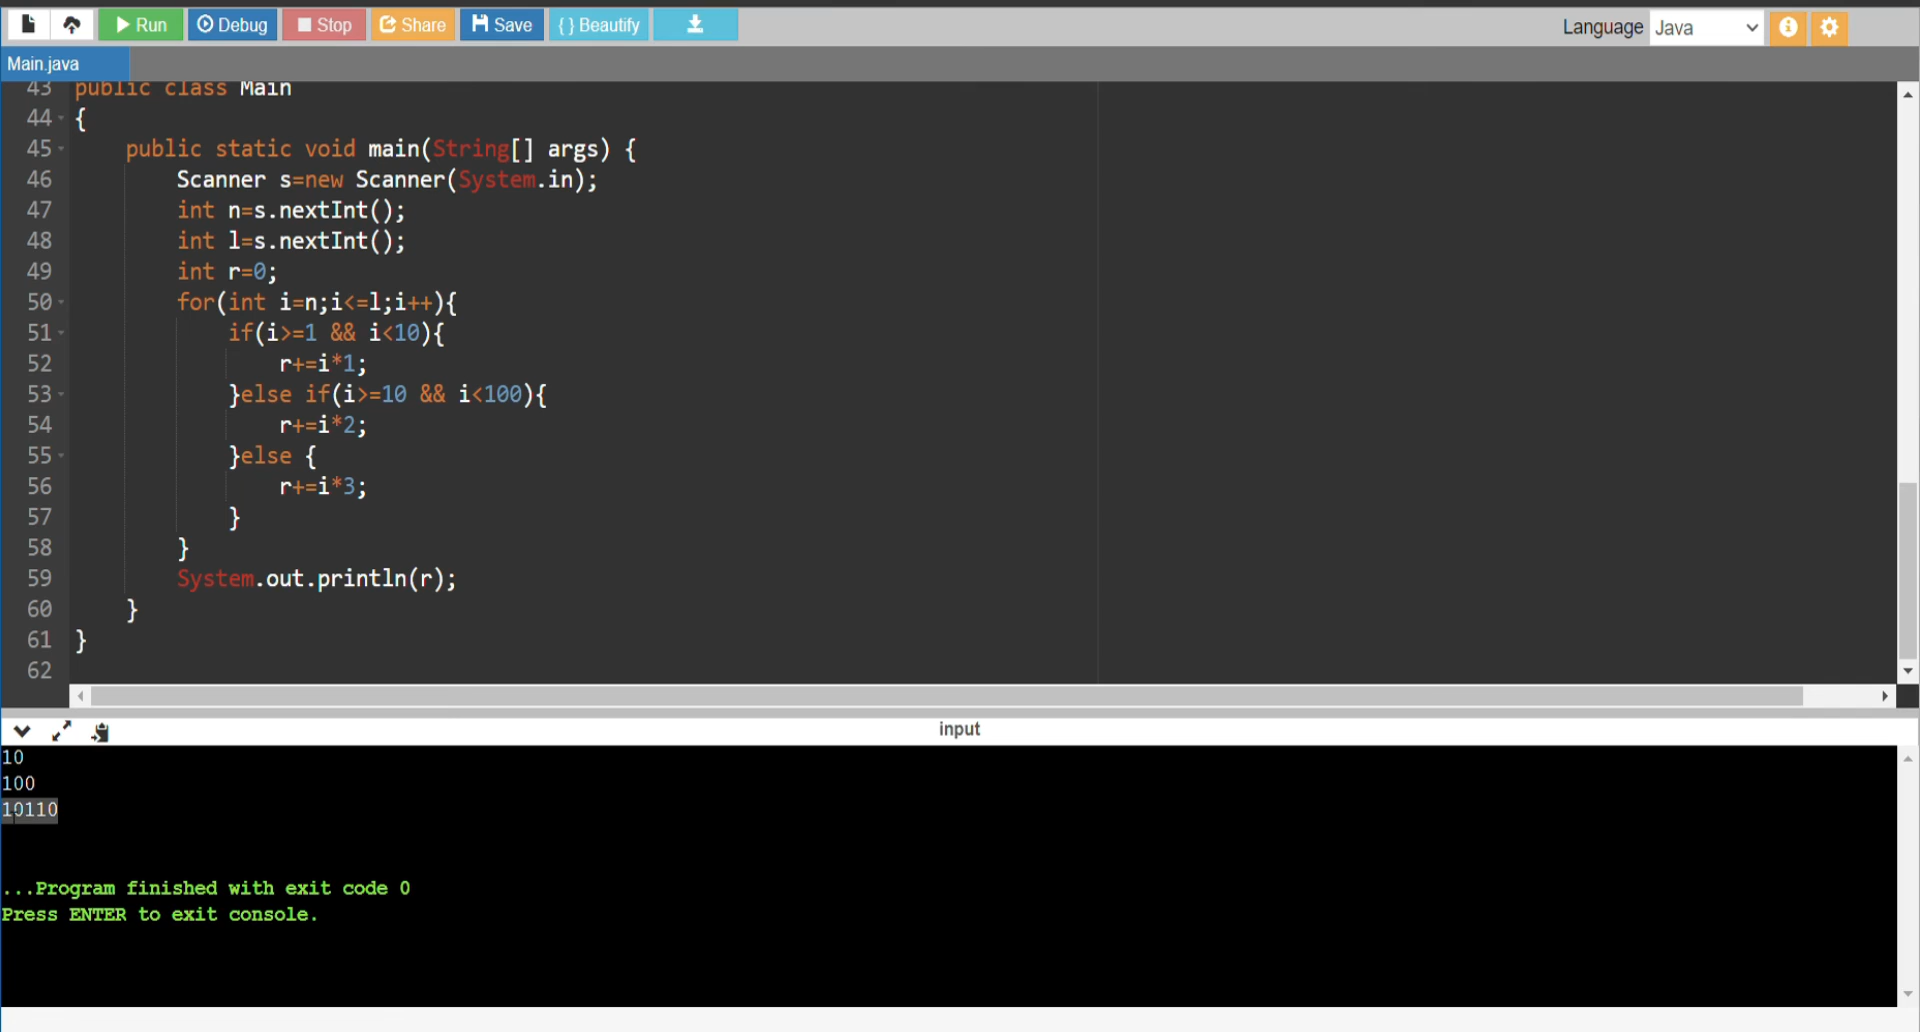 Run Debug Stop Share Save { } Beautify Language Java
Main.java
43 public class Main
44 {
45 public static void main(String[] args) {
46 Scanner s=new Scanner(System.in);
47 int n=s.nextInt();
48 int l=s.nextInt();
49 int r=0;
50 for(int i=n;i<=l;i++){
51 if(i>=1 && i<10){
52 r+=i*1;
53 }else if(i>=10 && i<100){
54 r+=i*2;
55 }else {
56 r+=i*3;
57 }
58 }
59 System.out.println(r);
60 }
61 }
62
input
10
100
10110
...Program finished with exit code 0
Press ENTER to exit console.